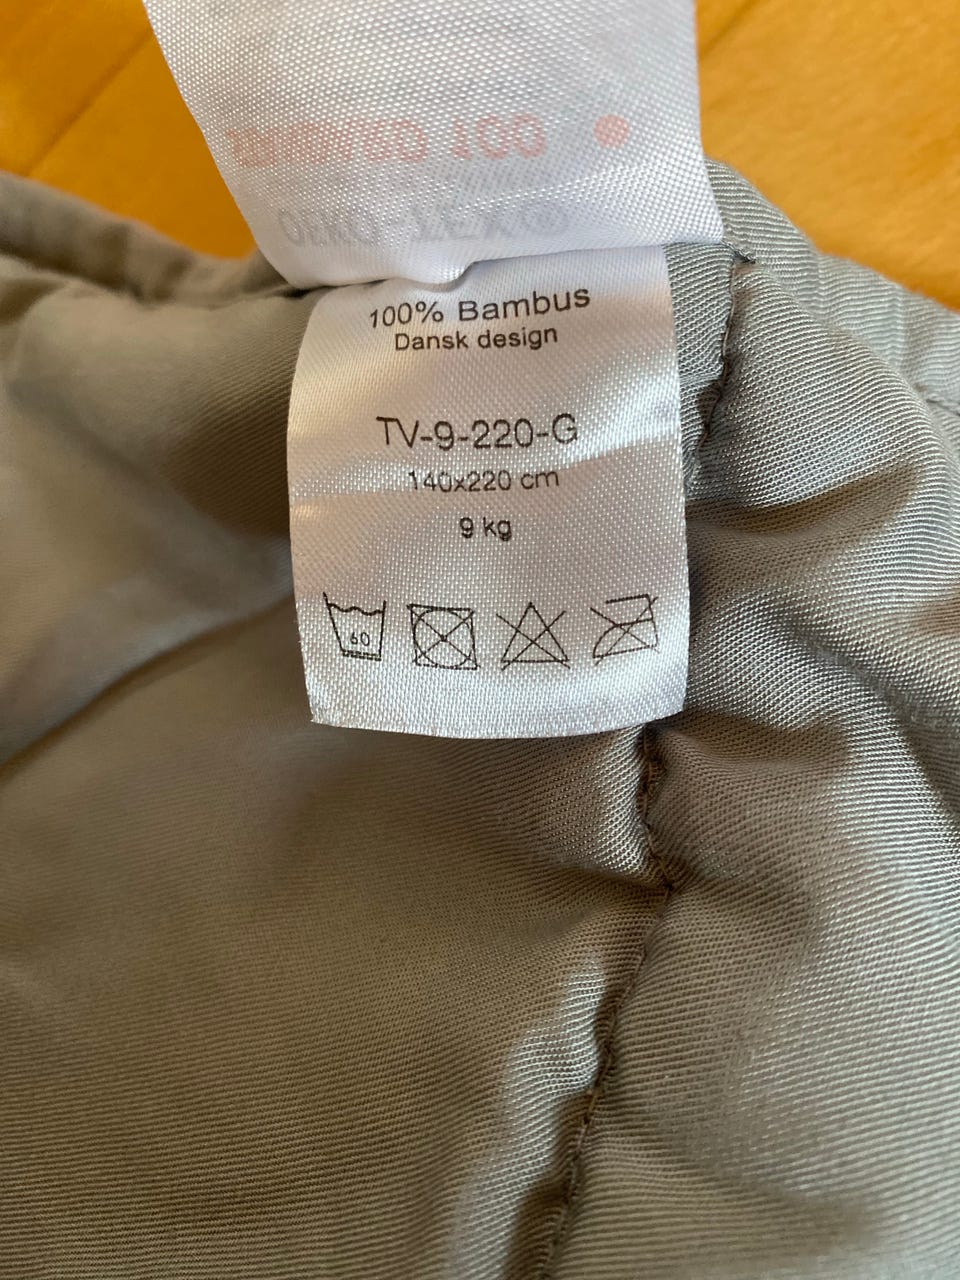 100% Bambus
Dansk design
TV-9-220-G
140x220 cm
9 kg
60